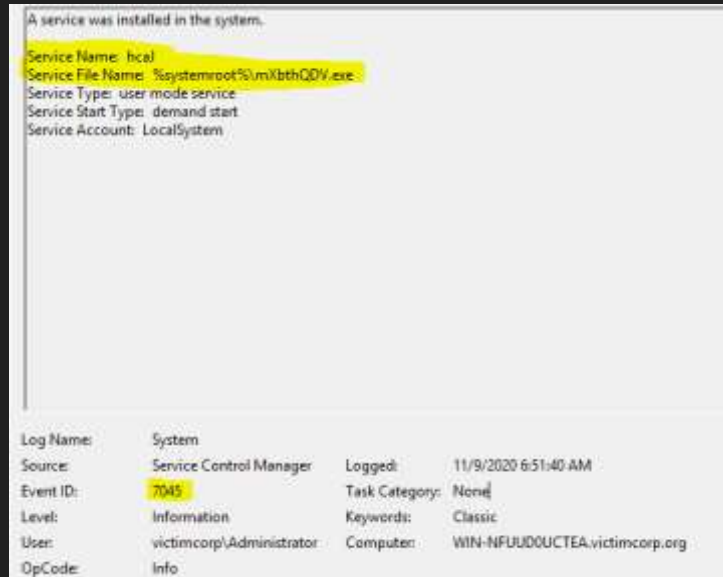 A service was installed in the system.
Service Name: hcaJ
Service File Name: %systemroot%\mXbthQDV.exe
Service Type: user mode service
Service Start Type: demand start
Service Account: LocalSystem
Log Name: System
Source: Service Control Manager Logged: 11/9/2020 6:51:40 AM
Event ID: 7045 Task Category: None
Level: Information Keywords: Classic
User: victimcorp\Administrator Computer: WIN-NFUUD0UCTEA.victimcorp.org
OpCode: Info